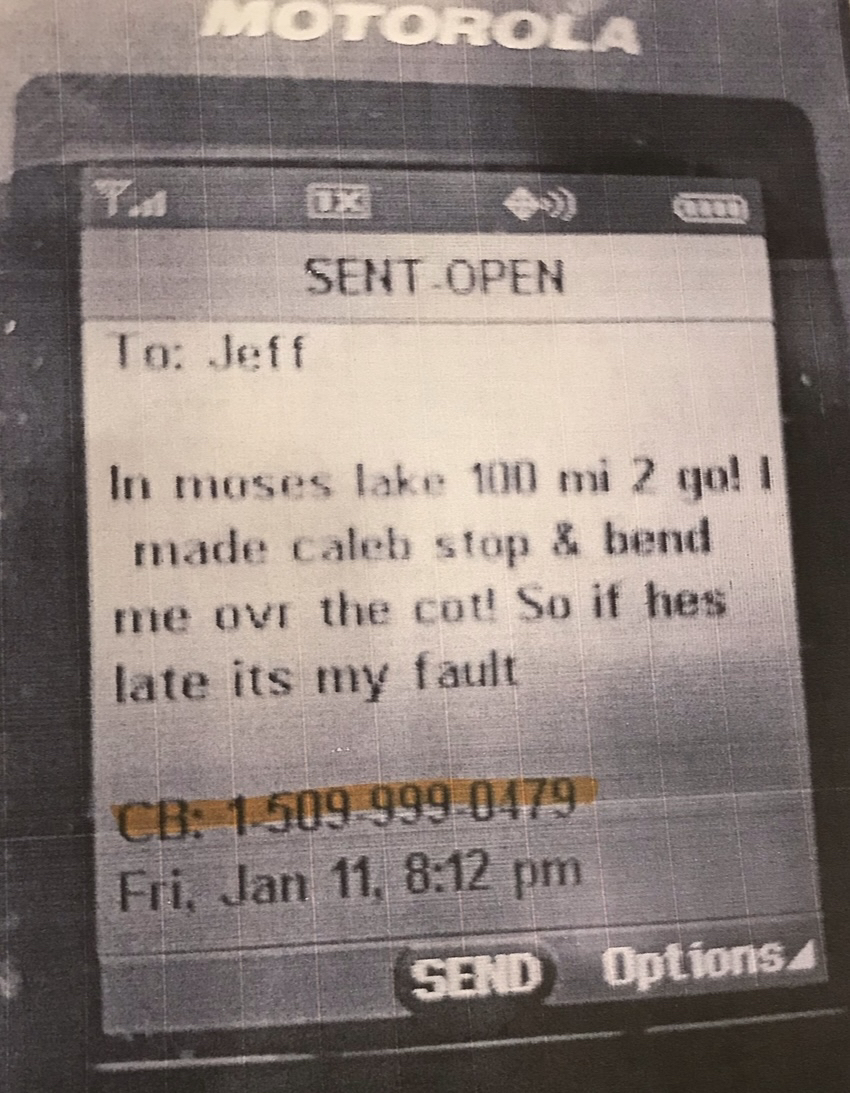 MOTOROLA
1X
SENT-OPEN
To: Jeff
In moses lake 100 mi 2 go! I
made caleb stop & bend
me ovr the cot! So if hes'
late its my fault
CB: 1-509-999-0479
Fri, Jan 11, 8:12 pm
SEND Options